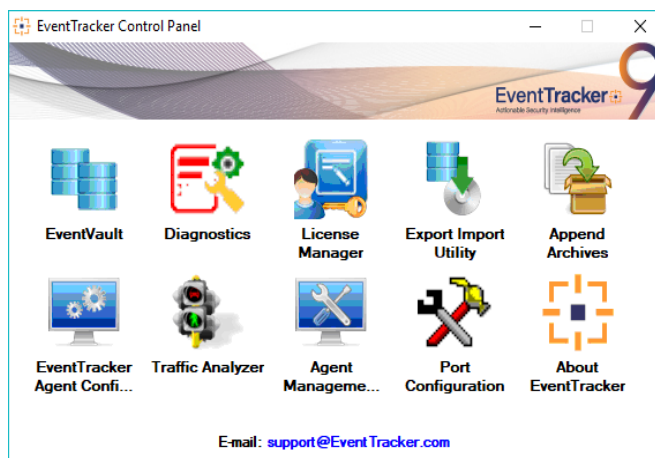 EventTracker Control Panel
EventTracker 9
Actionable Security Intelligence
EventVault
Diagnostics
License
Manager
Export Import
Utility
Append
Archives
EventTracker
Agent Confi...
Traffic Analyzer
Agent
Manageme...
Port
Configuration
About
EventTracker
E-mail: support@EventTracker.com